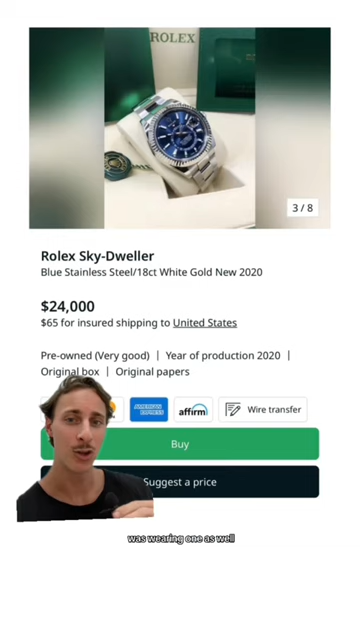 ROLEX
3 / 8
Rolex Sky-Dweller
Blue Stainless Steel/18ct White Gold New 2020
$24,000
$65 for insured shipping to United States
Pre-owned (Very good) | Year of production 2020 |
Original box | Original papers
AMERICAN EXPRESS
affirm
Wire transfer
Buy
Suggest a price
was wearing one as well